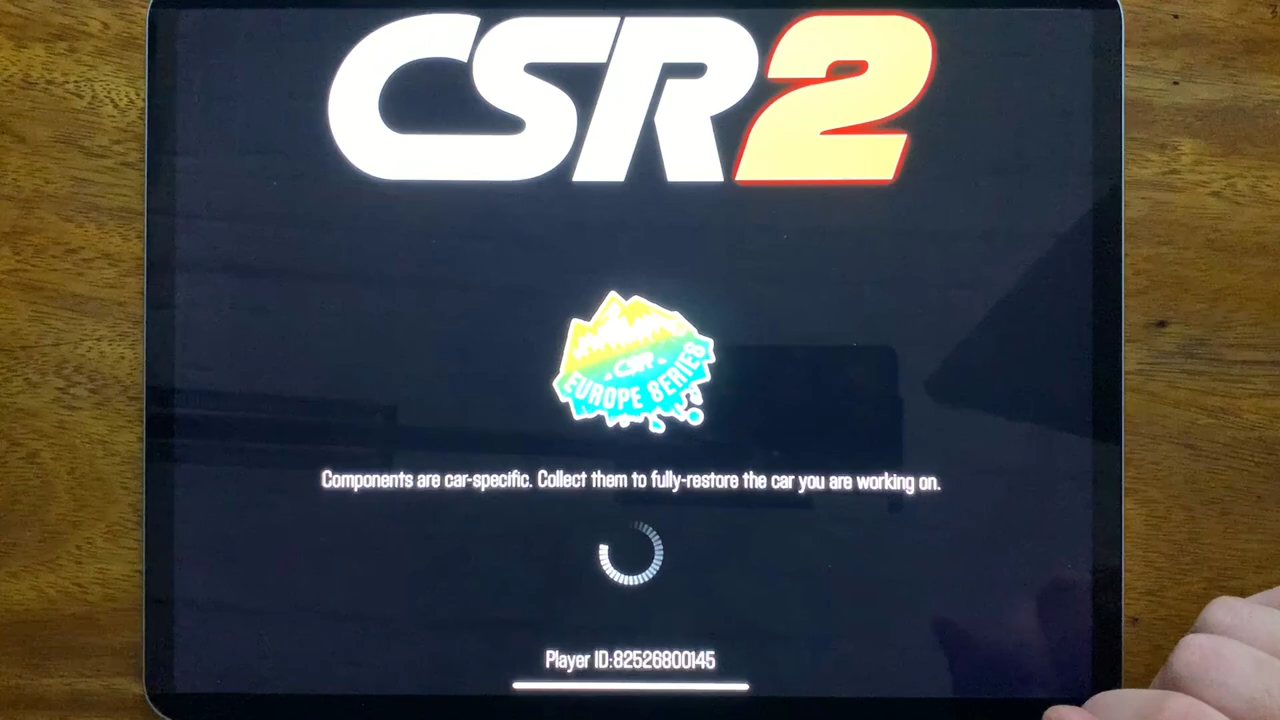 CSR2
CSR2
EUROPE SERIES
Components are car-specific. Collect them to fully-restore the car you are working on.
Player ID:82526800145